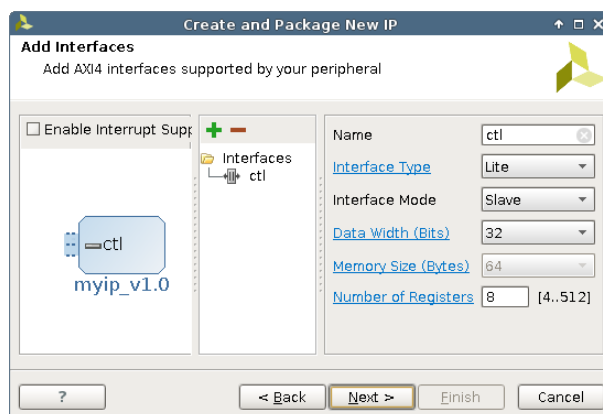 Create and Package New IP
Add Interfaces
Add AXI4 interfaces supported by your peripheral
Enable Interrupt Supp
ctl
myip_v1.0
Interfaces
ctl
Name ctl
Interface Type Lite
Interface Mode Slave
Data Width (Bits) 32
Memory Size (Bytes) 64
Number of Registers 8 [4..512]
? < Back Next > Finish Cancel